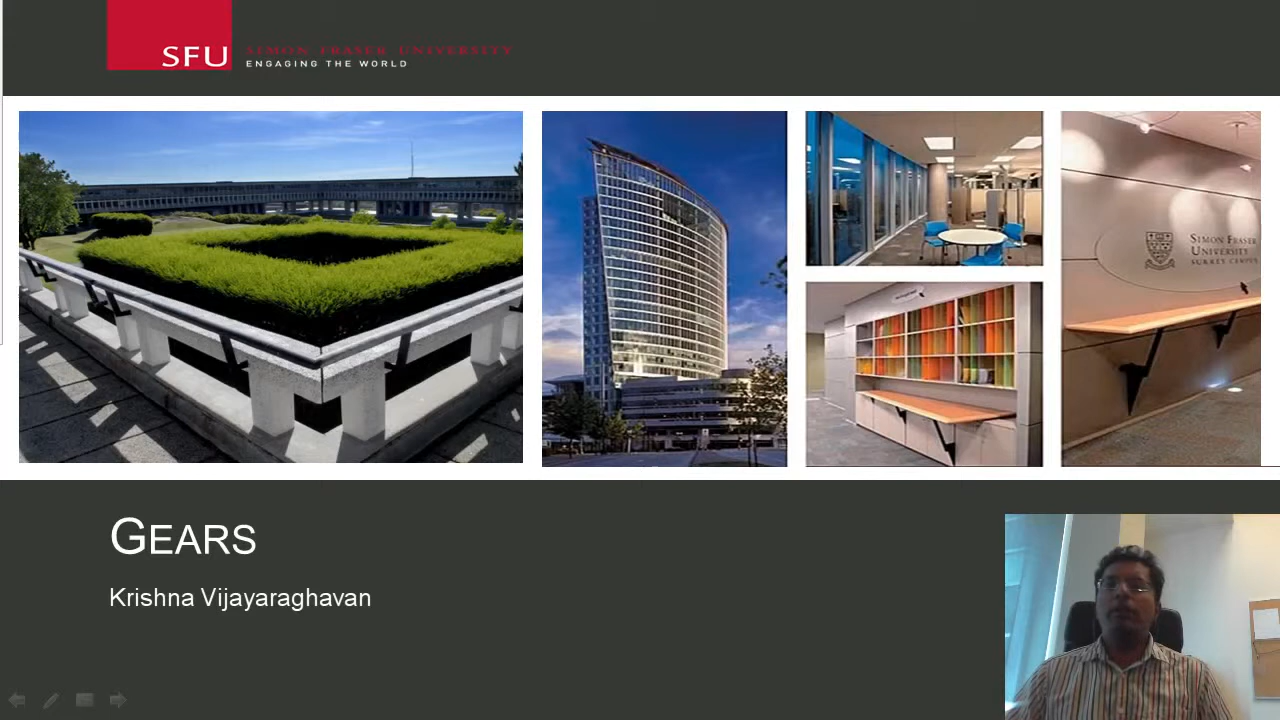 SFU
SIMON FRASER UNIVERSITY
ENGAGING THE WORLD
SIMON FRASER
UNIVERSITY
SURREY CAMPUS
GEARS
Krishna Vijayaraghavan